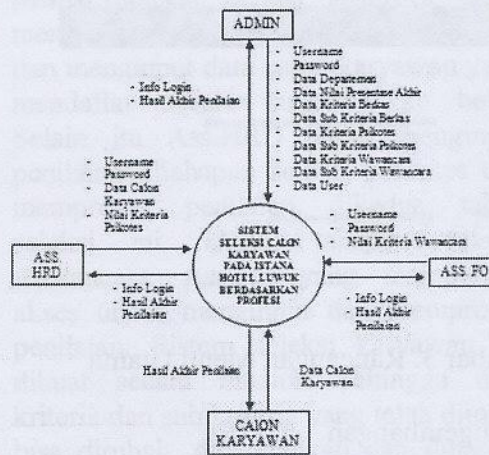 ADMIN
- Info Login
- Hasil Akhir Penilaian
- Username
- Password
- Data Departemen
- Data Nilai Presentase Akhir
- Data Kriteria Berkas
- Data Sub Kriteria Berkas
- Data Kriteria Psikotes
- Data Sub Kriteria Psikotes
- Data Kriteria Wawancara
- Data Sub Kriteria Wawancara
- Data User
- Username
- Password
- Data Calon
Karyawan
- Nilai Kriteria
Psikotes
ASS.
HRD
- Info Login
- Hasil Akhir
Penilaian
SISTEM
SELEKSI CALON
KARYAWAN
PADA ISTANA
HOTEL LUWUK
BERDASARKAN
PROFESI
- Username
- Password
- Nilai Kriteria Wawancara
ASS. FO
- Info Login
- Hasil Akhir
Penilaian
Hasil Akhir Penilaian
Data Calon
Karyawan
CALON
KARYAWAN